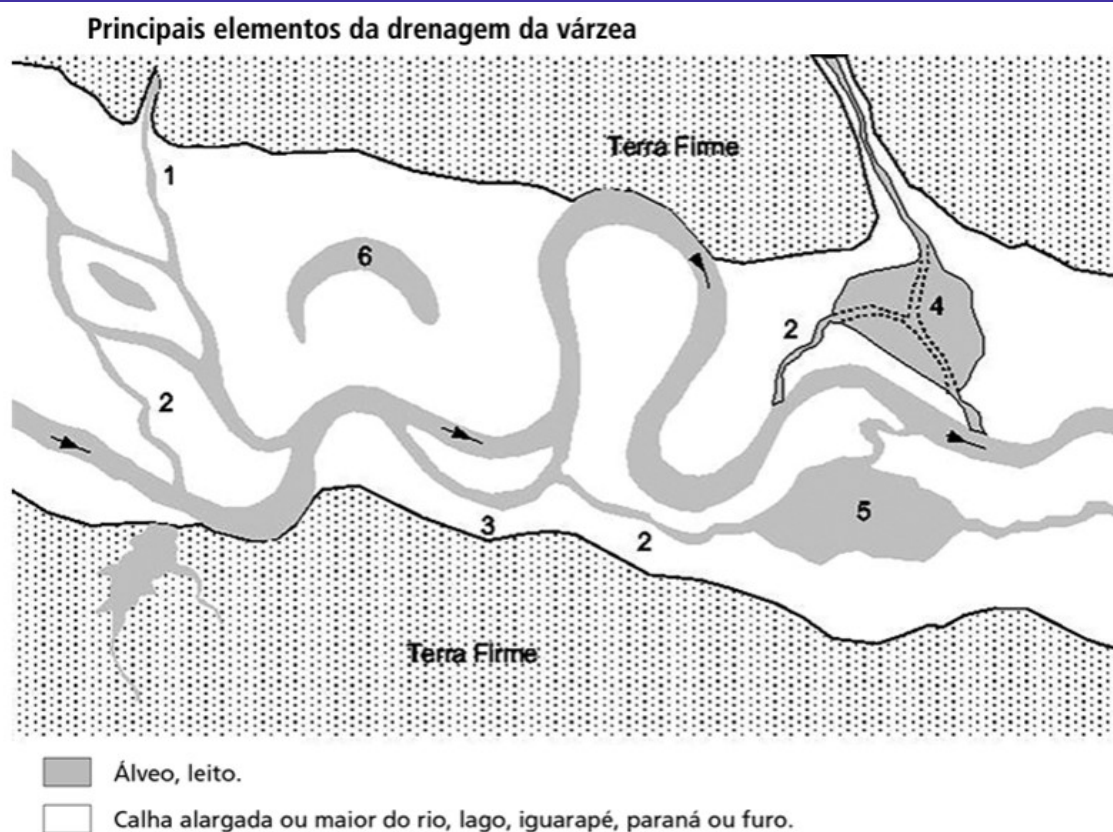 Principais elementos da drenagem da várzea
Terra Firme
1
6
4
2
2
5
3
2
Terra Firme
Álveo, leito.
Calha alargada ou maior do rio, lago, iguarapé, paraná ou furo.